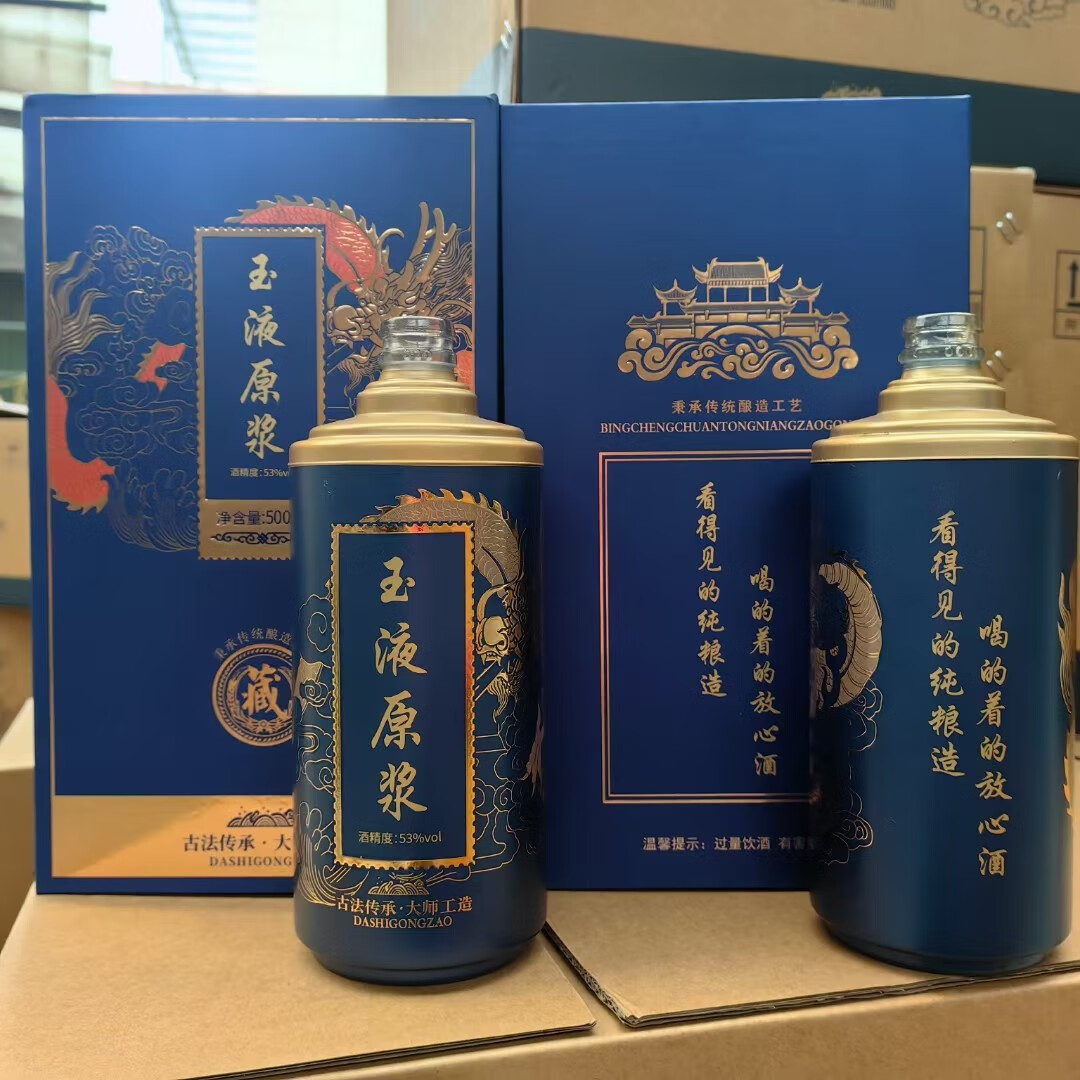 玉液原浆
酒精度:53%vol
净含量:500
秉承传统酿造
藏
古法传承·大
DASHIGONG
秉承传统酿造工艺
BINGCHENGCHUANTONGNIANGZAOGO
看得见的纯粮造
喝的着的放心酒
温馨提示：过量饮酒 有害
玉液原浆
酒精度:53%vol
古法传承·大师工造
DASHIGONGZAO
看得见的纯粮造
喝的着的放心酒